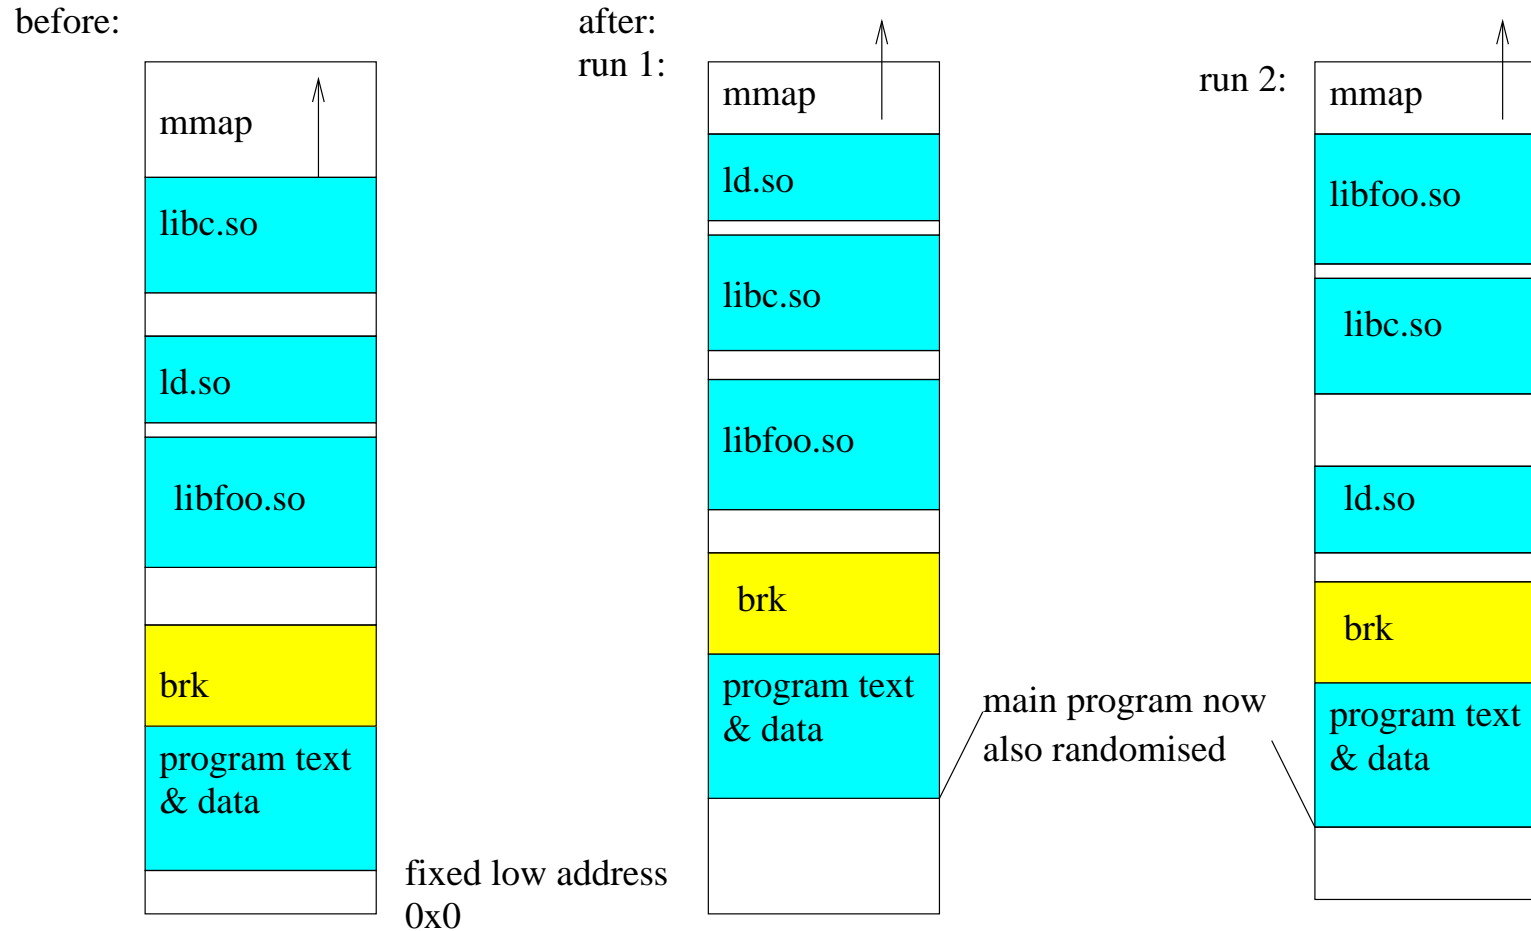 before:
mmap
libc.so
ld.so
libfoo.so
brk
program text
& data
fixed low address
0x0
after:
run 1:
mmap
ld.so
libc.so
libfoo.so
brk
program text
& data
main program now
also randomised
run 2:
mmap
libfoo.so
libc.so
ld.so
brk
program text
& data